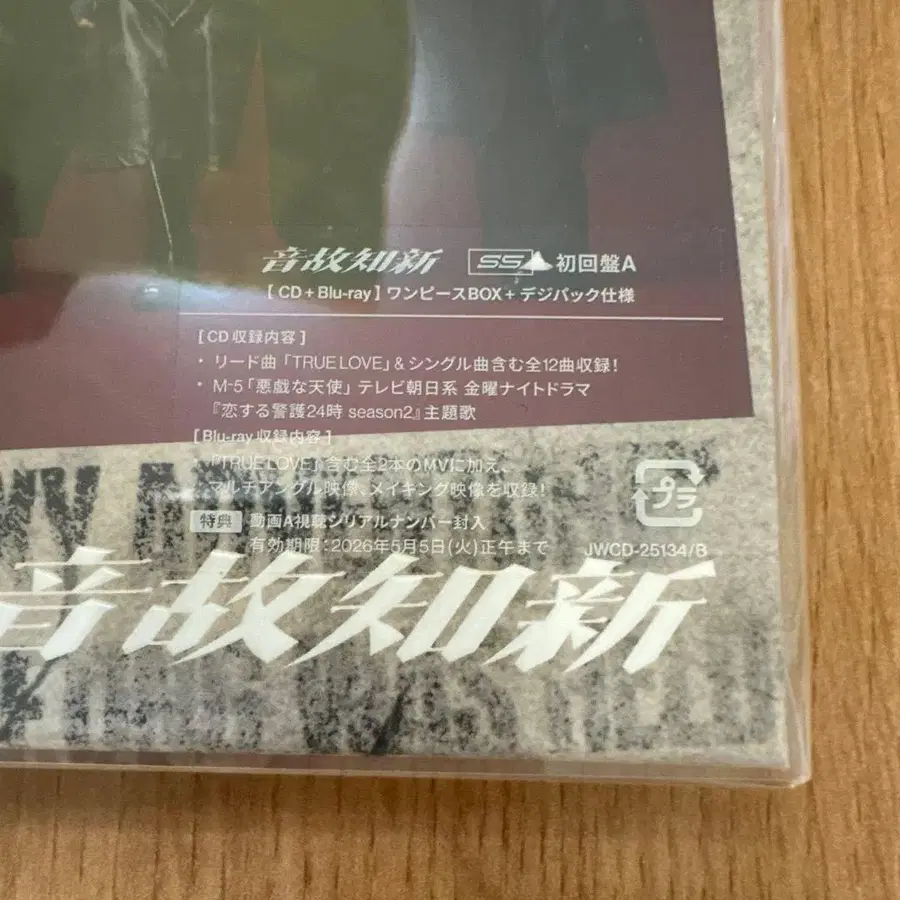 音故知新 SS 初回盤A
【CD+Blu-ray】ワンピースBOX+デジパック仕様
[CD 収録内容]
・リード曲「TRUE LOVE」&シングル曲含む全12曲収録!
・M-5「悪戯な天使」テレビ朝日系 金曜ナイトドラマ
『恋する警護24時 season2』主題歌
[Blu-ray 収録内容]
・「TRUE LOVE」含む全2本のMVに加え、
マルチアングル映像、メイキング映像を収録!
プラ
特典 動画A視聴シリアルナンバー封入
有効期限:2026年5月5日(火)正午まで
JWCD-25134/B
音故知新